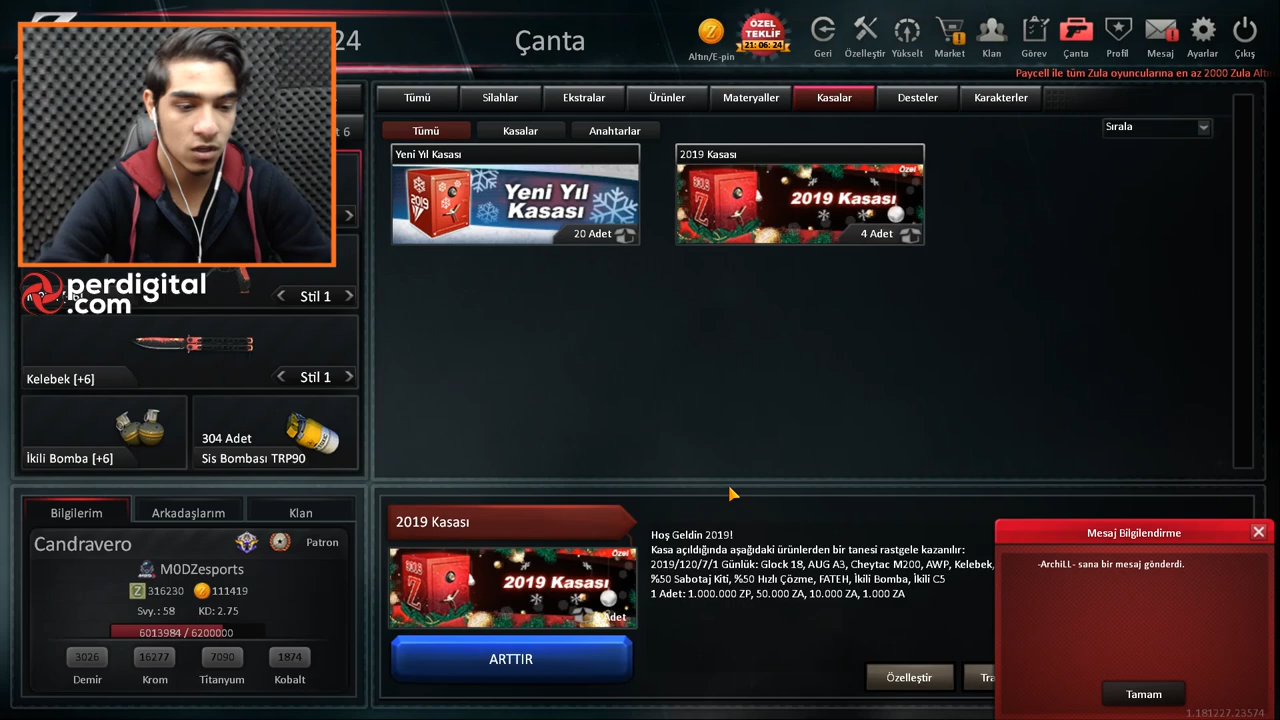 24
Çanta
Altın/E-pin
ÖZEL
TEKLİF
21:06:24
Geri
Özelleştir
Yükselt
Market
Klan
Görev
Çanta
Profil
Mesaj
Ayarlar
Çıkış
Paycell ile tüm Zula oyuncularına en az 2000 Zula Altı
Tümü
Silahlar
Ekstralar
Ürünler
Materyaller
Kasalar
Desteler
Karakterler
t 6
Tümü
Kasalar
Anahtarlar
Sırala
Yeni Yıl Kasası
2019
Yeni Yıl
Kasası
20 Adet
2019 Kasası
Özel
2019 Kasası
4 Adet
perdigital
.com
Stil 1
Kelebek [+6]
Stil 1
İkili Bomba [+6]
304 Adet
Sis Bombası TRP90
Bilgilerim
Arkadaşlarım
Klan
Candravero
Patron
M0DZesports
316230
111419
Svy. : 58
KD: 2.75
6013984 / 6200000
3026
16277
7090
1874
Demir
Krom
Titanyum
Kobalt
2019 Kasası
Özel
2019 Kasası
Adet
ARTTIR
Hoş Geldin 2019!
Kasa açıldığında aşağıdaki ürünlerden bir tanesi rastgele kazanılır:
2019/120/7/1 Günlük: Glock 18, AUG A3, Cheytac M200, AWP, Kelebek,
%50 Sabotaj Kiti, %50 Hızlı Çözme, FATEH, İkili Bomba, İkili C5
1 Adet: 1.000.000 ZP, 50.000 ZA, 10.000 ZA, 1.000 ZA
Özelleştir
Tra
Mesaj Bilgilendirme
-ArchiLL- sana bir mesaj gönderdi.
Tamam
1.181227.23574